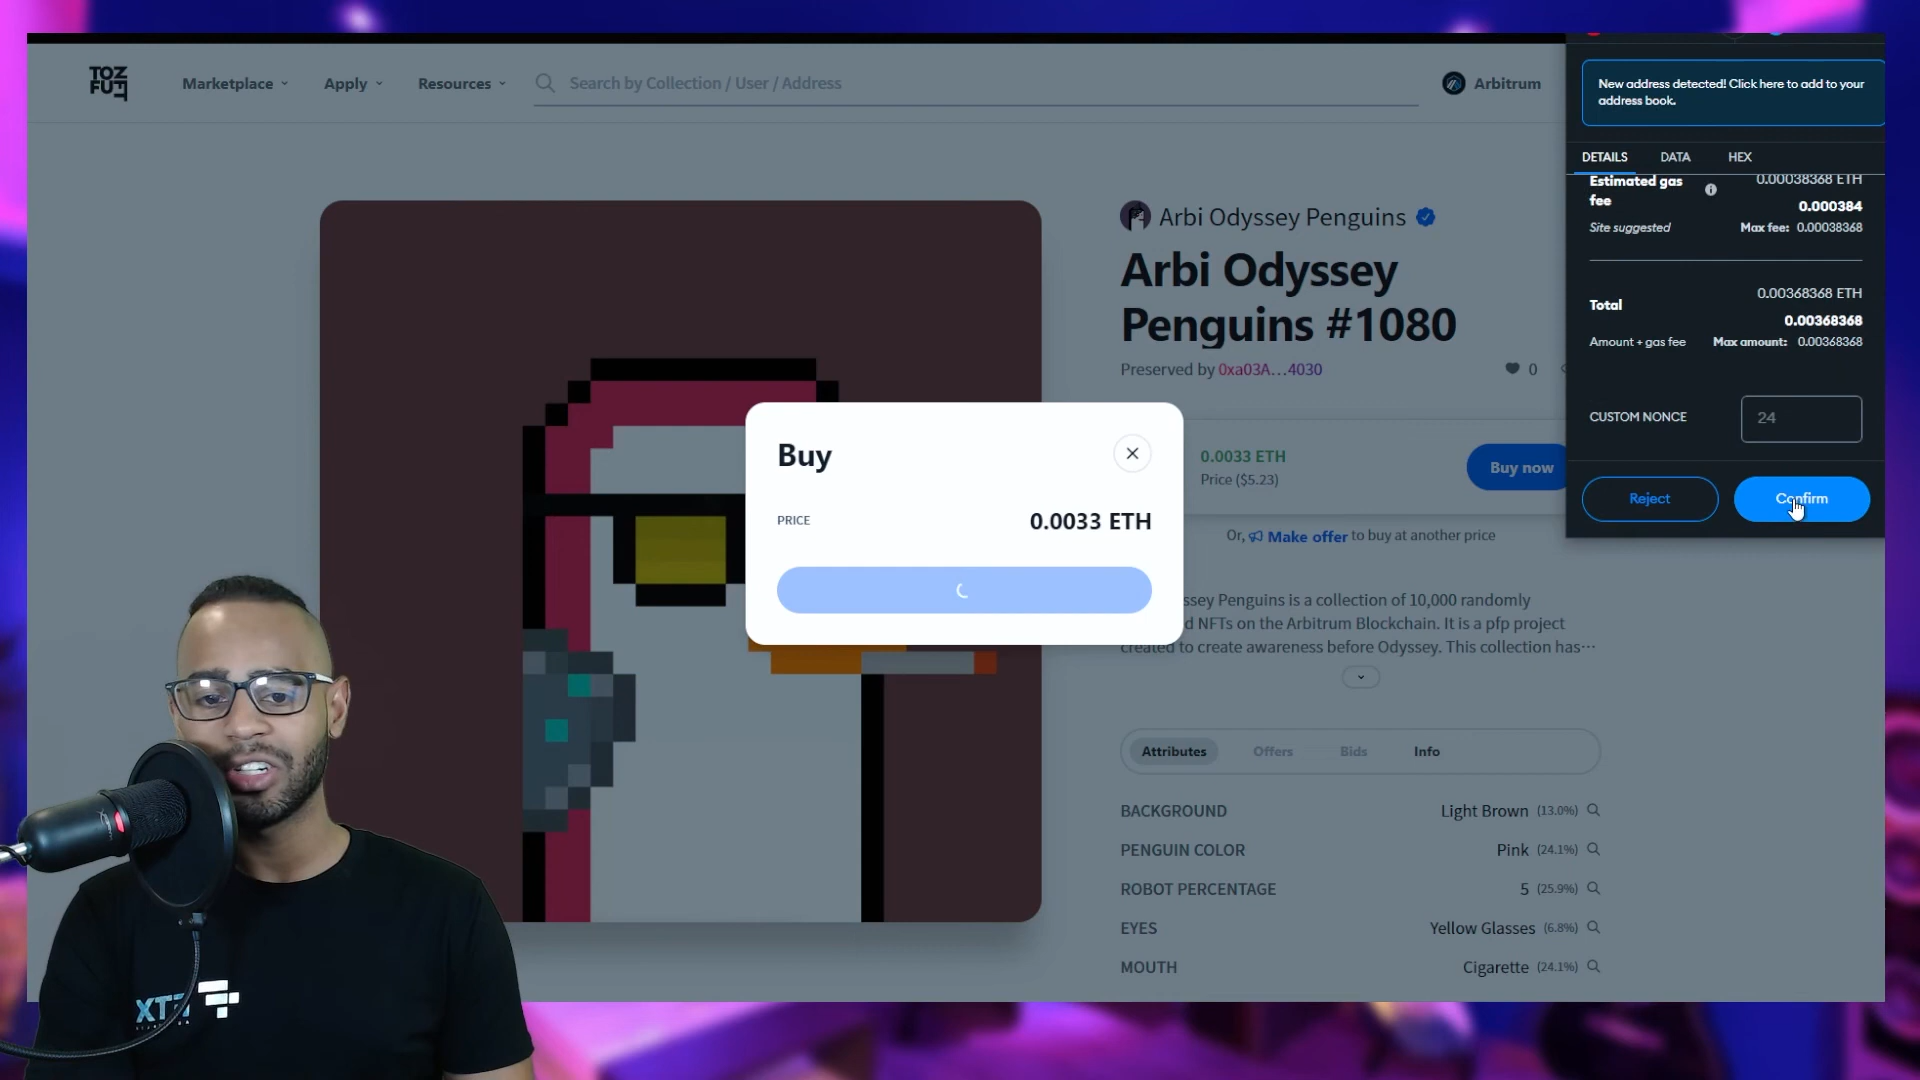 TOZ
FU
Marketplace
Apply
Resources
Search by Collection / User / Address
Arbitrum
Arbi Odyssey Penguins
Arbi Odyssey
Penguins #1080
Preserved by 0xa03A...4030
0
0.0033 ETH
Price ($5.23)
Buy now
Or, Make offer to buy at another price
ssey Penguins is a collection of 10,000 randomly
d NFTs on the Arbitrum Blockchain. It is a pfp project
created to create awareness before Odyssey. This collection has...
Attributes
Offers
Bids
Info
BACKGROUND
Light Brown (13.0%)
PENGUIN COLOR
Pink (24.1%)
ROBOT PERCENTAGE
5 (25.9%)
EYES
Yellow Glasses (6.8%)
MOUTH
Cigarette (24.1%)
Buy
PRICE
0.0033 ETH
New address detected! Click here to add to your
address book.
DETAILS
DATA
HEX
Estimated gas
fee
0.00038368 ETH
0.000384
Site suggested
Max fee: 0.00038368
Total
0.00368368 ETH
0.00368368
Amount + gas fee
Max amount: 0.00368368
CUSTOM NONCE
24
Reject
Confirm